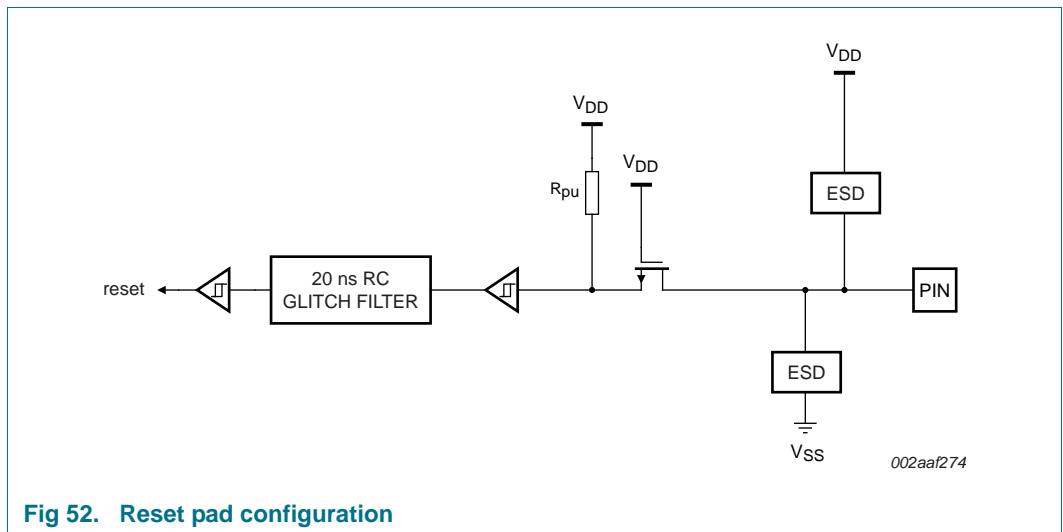 VDD
VDD
VDD
Rpu
ESD
reset
20 ns RC
GLITCH FILTER
PIN
ESD
VSS
002aaf274
Fig 52. Reset pad configuration